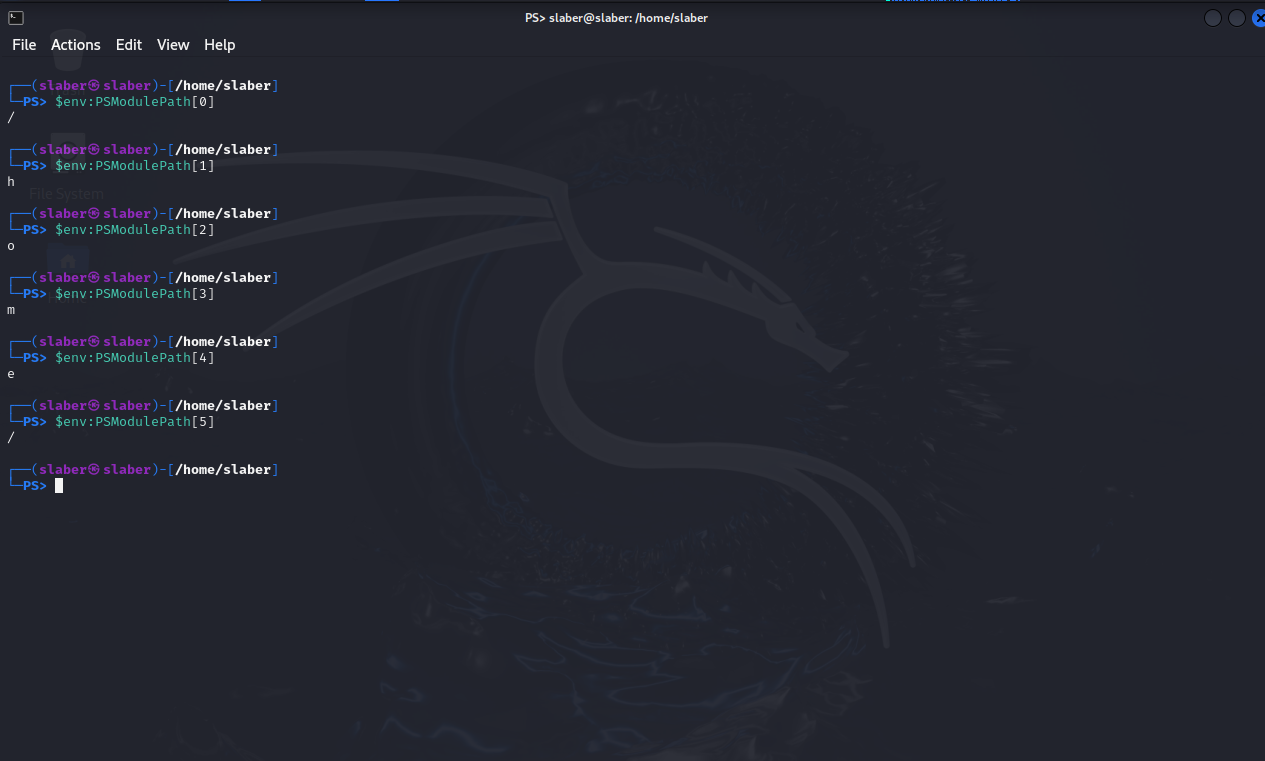 PS> slaber@slaber: /home/slaber
File Actions Edit View Help
┌──(slaber㉿slaber)-[/home/slaber]
└─PS> $env:PSModulePath[0]
/
┌──(slaber㉿slaber)-[/home/slaber]
└─PS> $env:PSModulePath[1]
h
File System
┌──(slaber㉿slaber)-[/home/slaber]
└─PS> $env:PSModulePath[2]
o
┌──(slaber㉿slaber)-[/home/slaber]
└─PS> $env:PSModulePath[3]
m
┌──(slaber㉿slaber)-[/home/slaber]
└─PS> $env:PSModulePath[4]
e
┌──(slaber㉿slaber)-[/home/slaber]
└─PS> $env:PSModulePath[5]
/
┌──(slaber㉿slaber)-[/home/slaber]
└─PS>